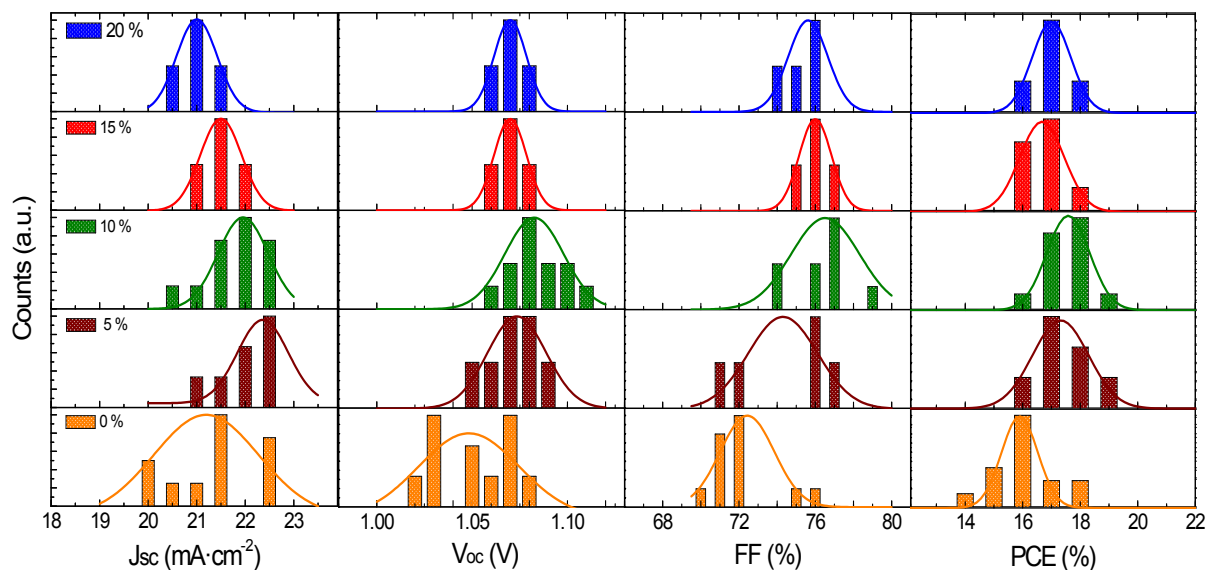 20 %
15 %
10 %
5 %
0 %
Counts (a.u.)
18 19 20 21 22 23
1.00 1.05 1.10
68 72 76 80
14 16 18 20 22
Jsc (mA·cm-2)
Voc (V)
FF (%)
PCE (%)